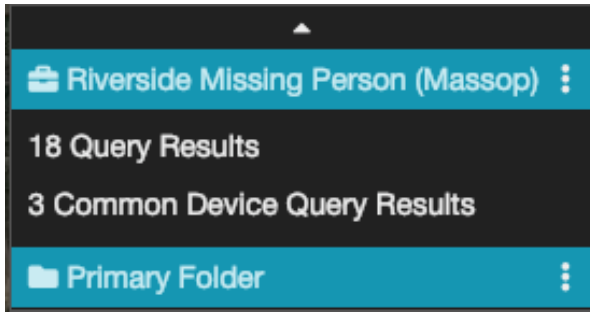 Riverside Missing Person (Massop)
18 Query Results
3 Common Device Query Results
Primary Folder